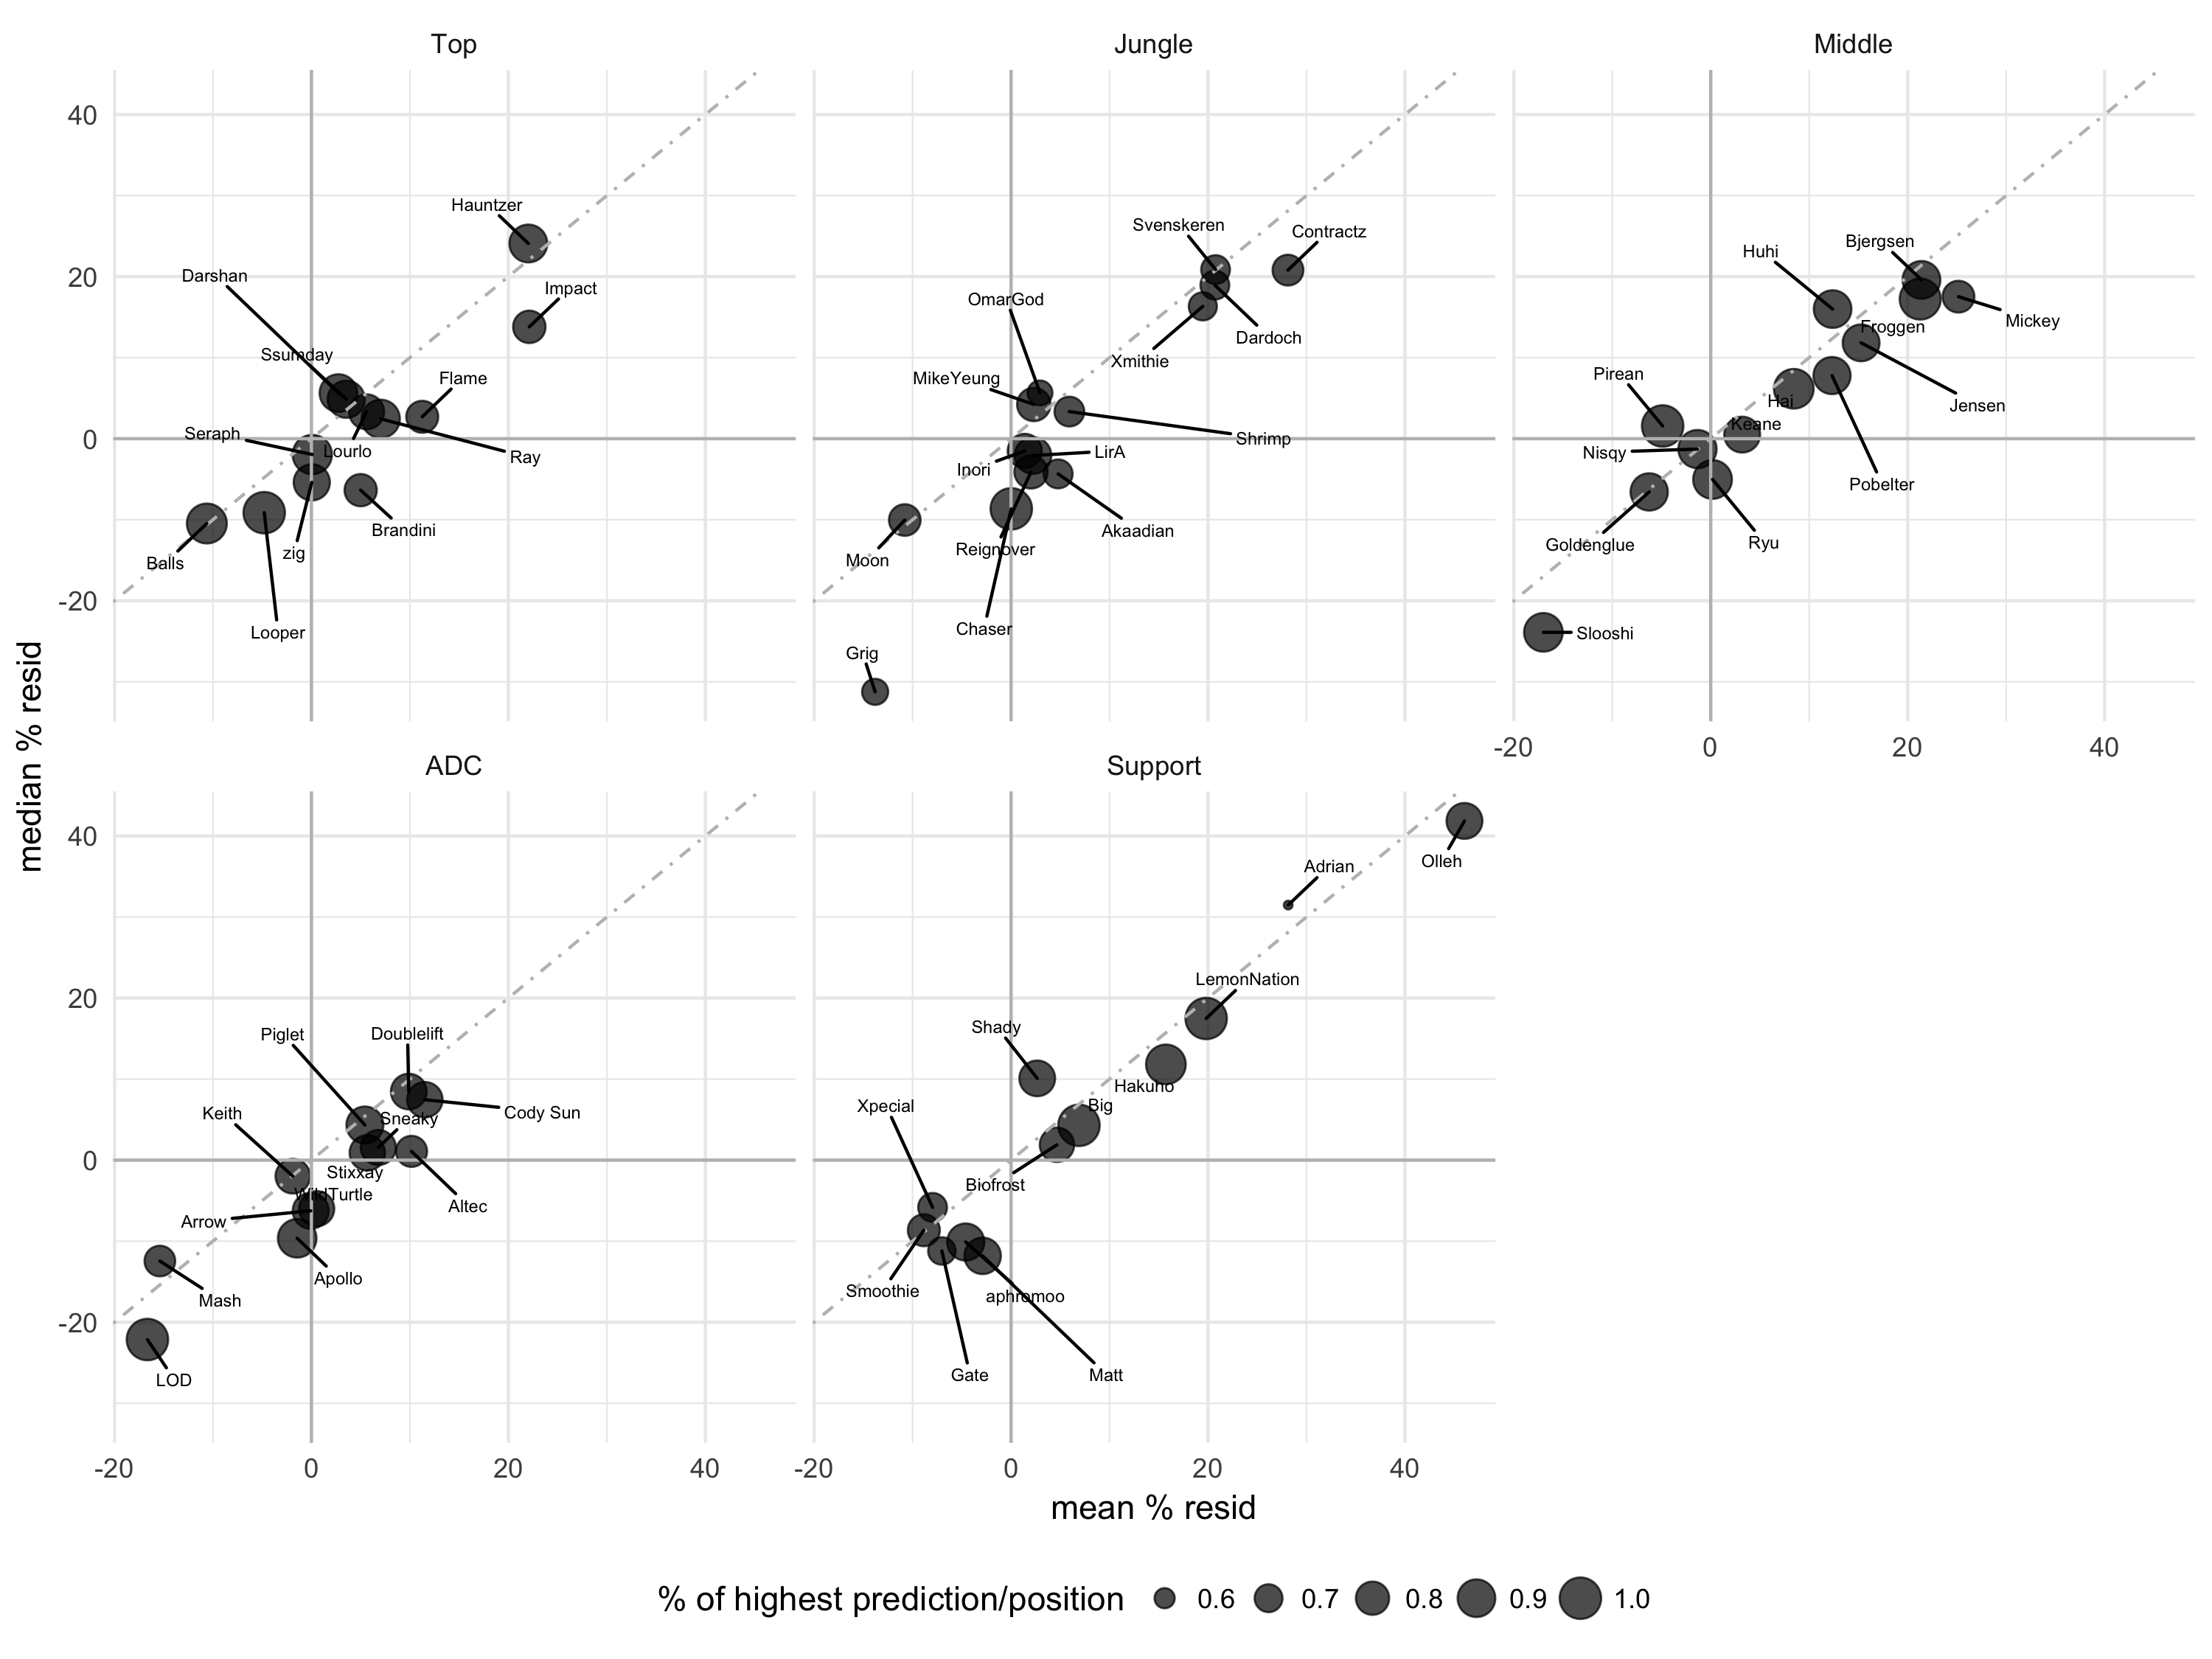 Top
Jungle
Middle
40
20
0
-20
Hauntzer
Darshan
Impact
Ssumday
Flame
Seraph
Lourlo
Ray
Brandini
zig
Balls
Looper
Svenskeren
Contractz
OmarGod
Dardoch
Xmithie
MikeYeung
Shrimp
LirA
Inori
Akaadian
Reignover
Moon
Chaser
Grig
Bjergsen
Huhi
Mickey
Froggen
Pirean
Hai
Jensen
Keane
Nisqy
Pobelter
Goldenglue
Ryu
Slooshi
-20 0 20 40
median % resid
ADC
Support
40
20
0
-20
Piglet
Doublelift
Keith
Sneaky
Cody Sun
Stixxay
WildTurtle
Altec
Arrow
Apollo
Mash
LOD
Olleh
Adrian
LemonNation
Shady
Hakuho
Xpecial
Big
Biofrost
Smoothie
aphromoo
Gate
Matt
-20 0 20 40
-20 0 20 40
mean % resid
% of highest prediction/position 0.6 0.7 0.8 0.9 1.0